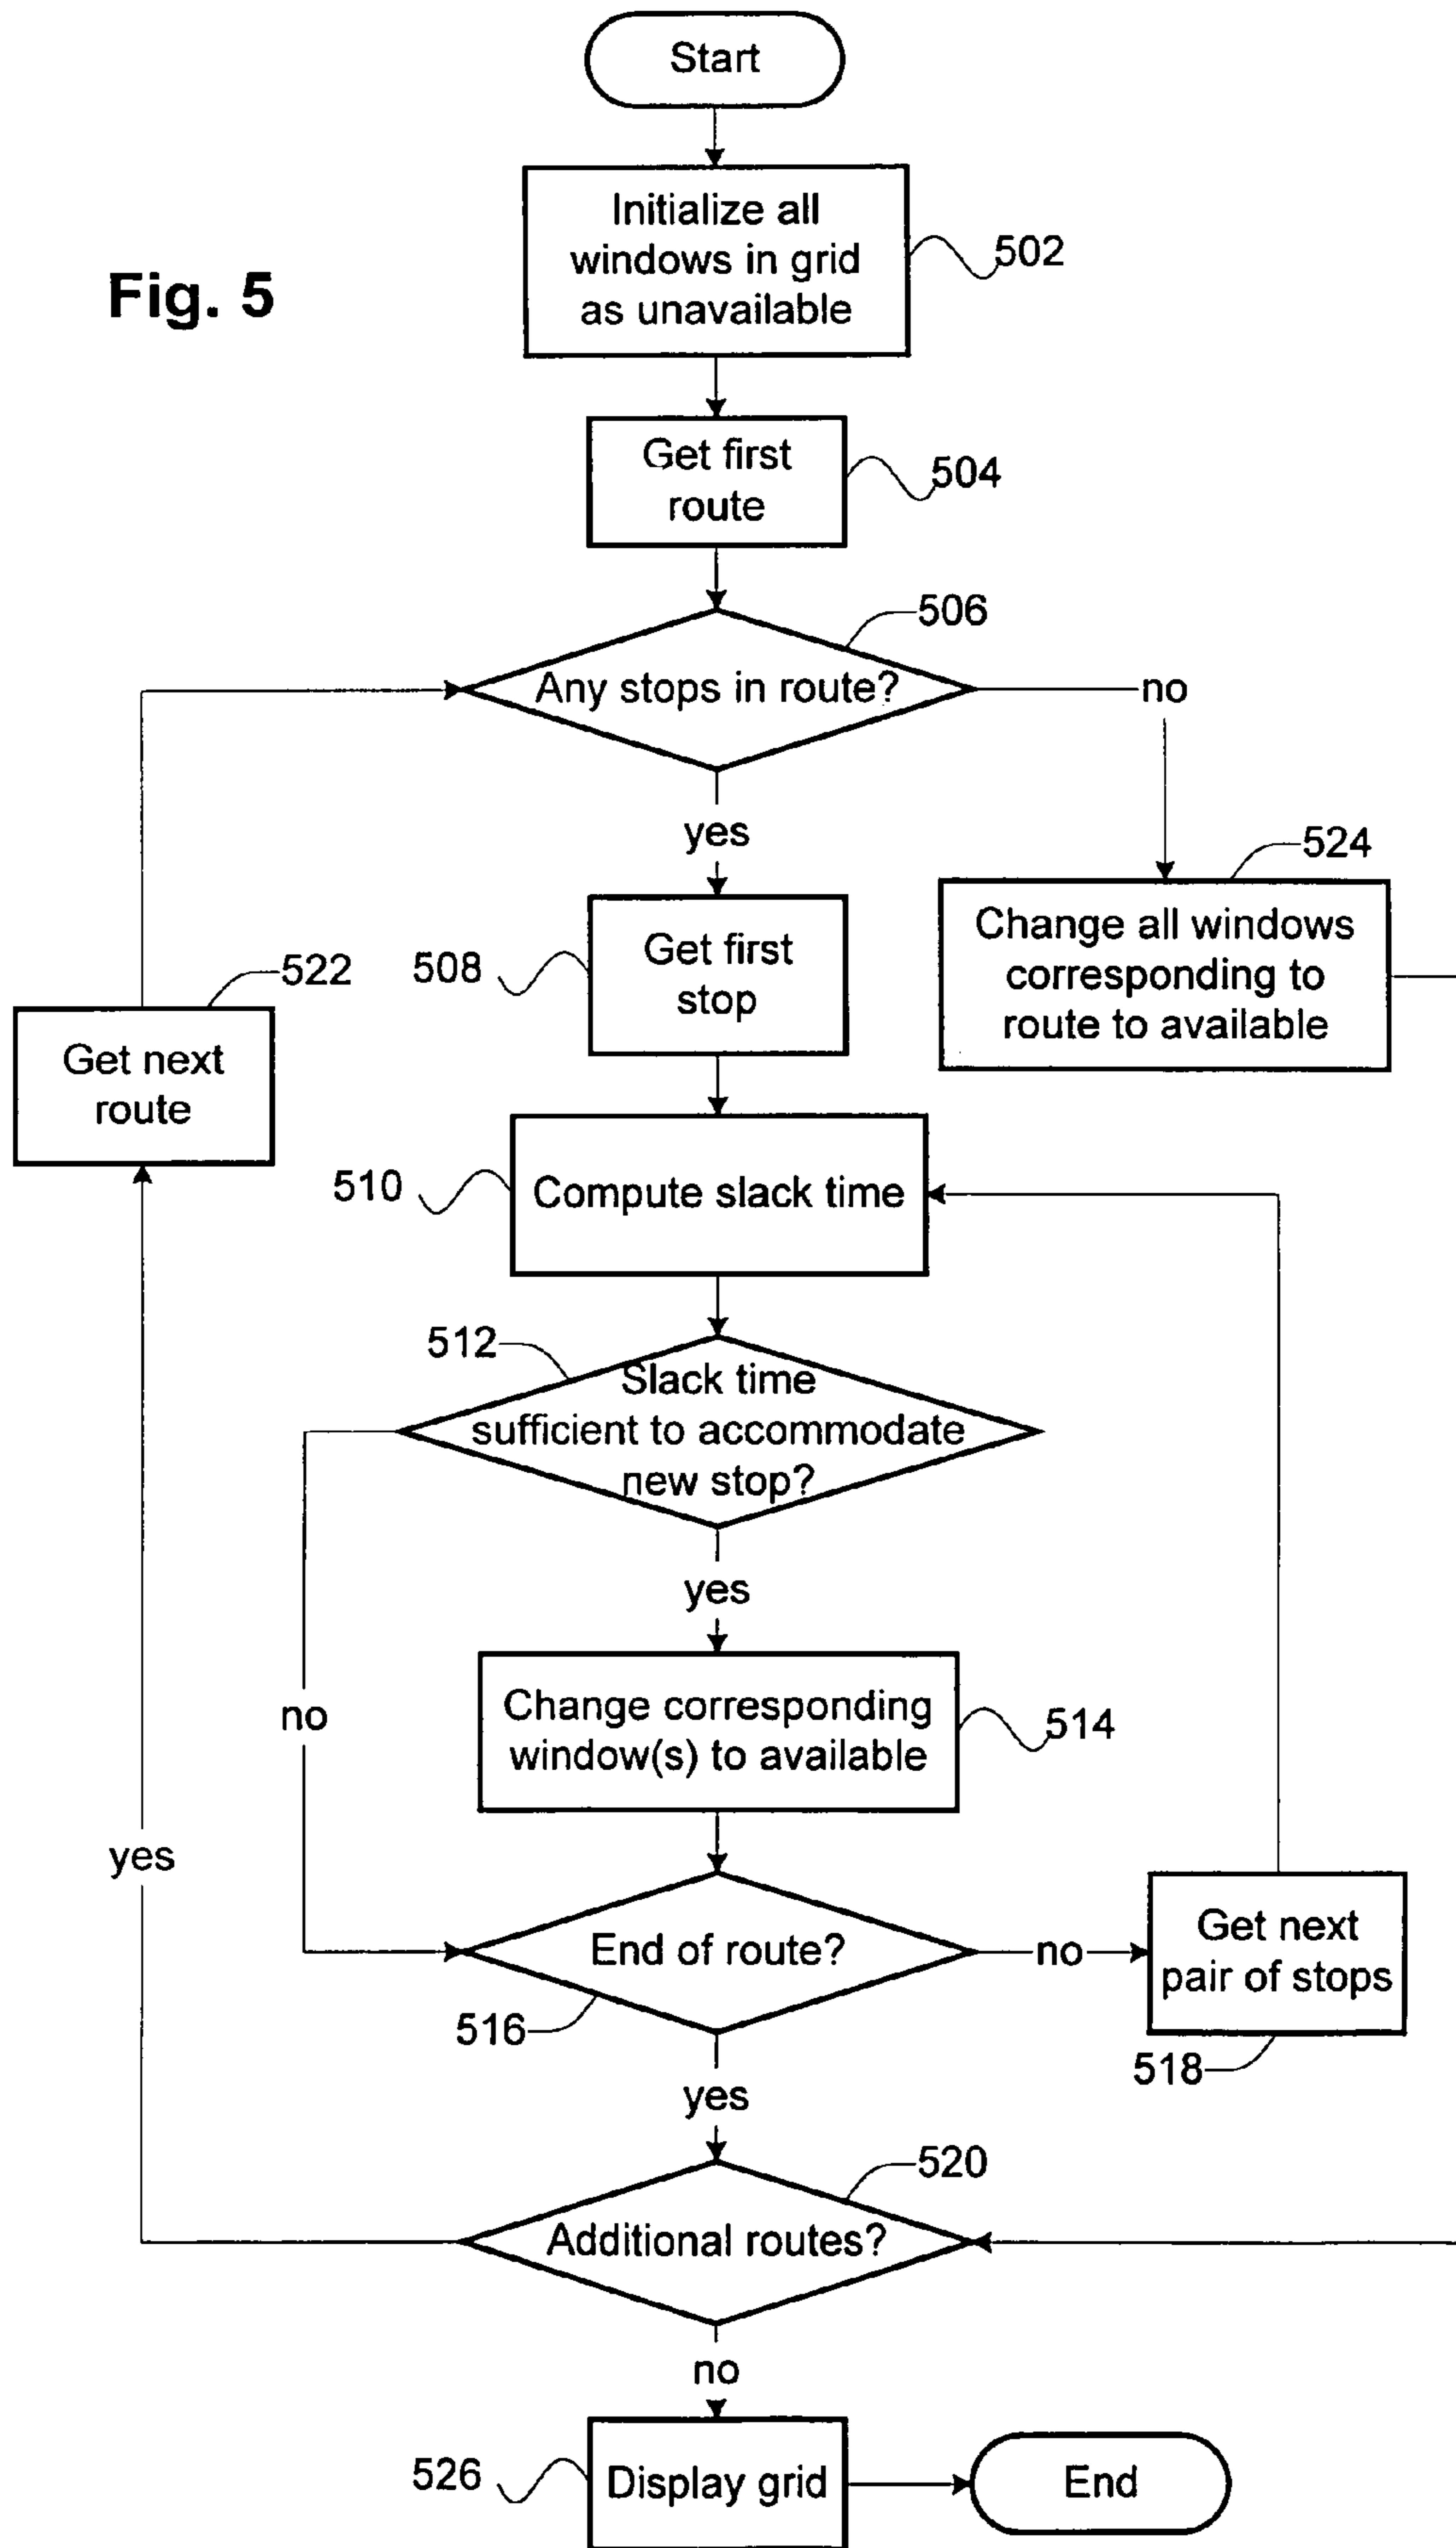 Start
Initialize all
windows in grid
as unavailable
502
Fig. 5
Get first
route
504
506
Any stops in route?
no
yes
524
Change all windows
corresponding to
route to available
508
Get first
stop
522
Get next
route
510
Compute slack time
512
Slack time
sufficient to accommodate
new stop?
yes
no
Change corresponding
window(s) to available
514
yes
End of route?
no
Get next
pair of stops
516
518
yes
520
Additional routes?
no
526
Display grid
End